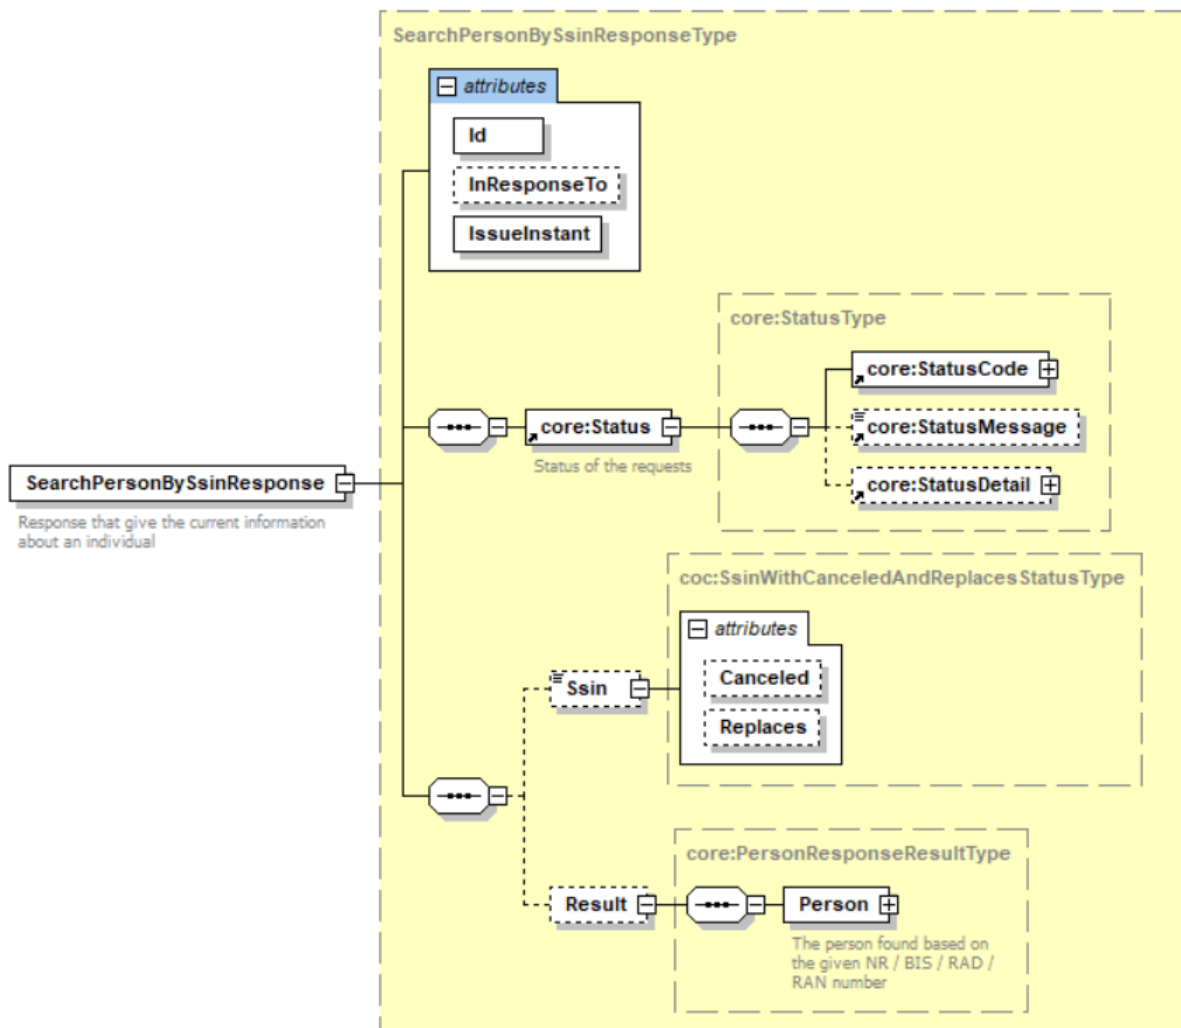 SearchPersonBySsinResponseType
attributes
Id
InResponseTo
IssueInstant
core:StatusType
core:StatusCode
core:Status
core:StatusMessage
Status of the requests
core:StatusDetail
SearchPersonBySsinResponse
Response that give the current information
about an individual
coc:SsinWithCanceledAndReplacesStatusType
attributes
Ssin
Canceled
Replaces
core:PersonResponseResultType
Result
Person
The person found based on
the given NR / BIS / RAD /
RAN number